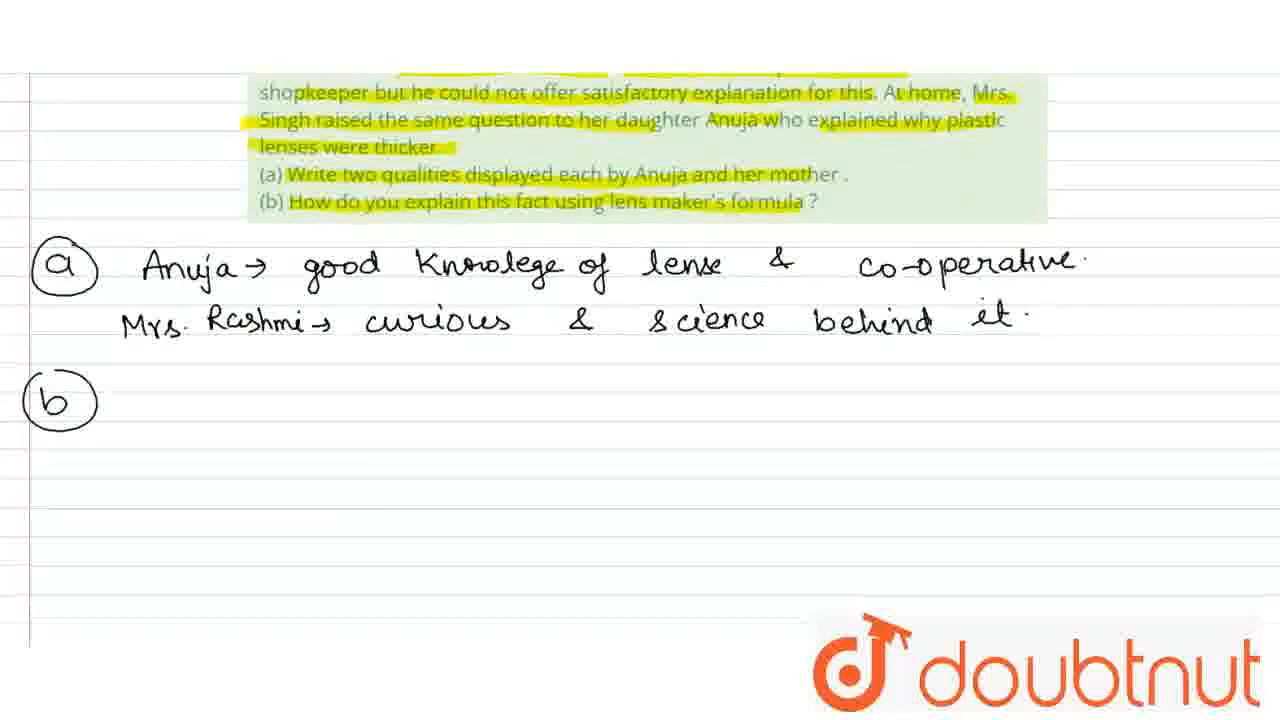 shopkeeper but he could not offer satisfactory explanation for this. At home, Mrs.
Singh raised the same question to her daughter Anuja who explained why plastic
lenses were thicker.
(a) Write two qualities displayed each by Anuja and her mother .
(b) How do you explain this fact using lens maker's formula ?
a Anuja → good Knowlege of lense & co-operative.
Mrs. Rashmi → curious & science behind it.
b
doubtnut